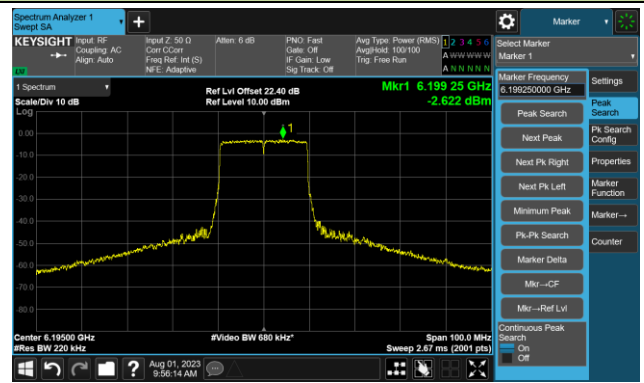 Spectrum Analyzer 1
Swept SA
Marker
KEYSIGHT Input: RF
Coupling: AC
Align: Auto
Input Z: 50 Ω
Corr CCorr
Freq Ref: Int (S)
NFE: Adaptive
Atten: 6 dB
PNO: Fast
Gate: Off
IF Gain: Low
Sig Track: Off
Avg Type: Power (RMS)
Avg|Hold: 100/100
Trig: Free Run
1 2 3 4 5 6
A W W W W W
A N N N N N
LV
Select Marker
Marker 1
1 Spectrum
Scale/Div 10 dB
Log
Ref Lvl Offset 22.40 dB
Ref Level 10.00 dBm
Mkr1 6.199 25 GHz
-2.622 dBm
1
0.00
-10.0
-20.0
-30.0
-40.0
-50.0
-60.0
-70.0
-80.0
Center 6.19500 GHz
#Res BW 220 kHz
#Video BW 680 kHz*
Span 100.0 MHz
Sweep 2.67 ms (2001 pts)
Marker Frequency
6.199250000 GHz
Peak Search
Next Peak
Next Pk Right
Next Pk Left
Minimum Peak
Pk-Pk Search
Marker Delta
Mkr→CF
Mkr→Ref Lvl
Continuous Peak
Search
On
Off
Settings
Peak
Search
Pk Search
Config
Properties
Marker
Function
Marker→
Counter
Aug 01, 2023
9:56:14 AM